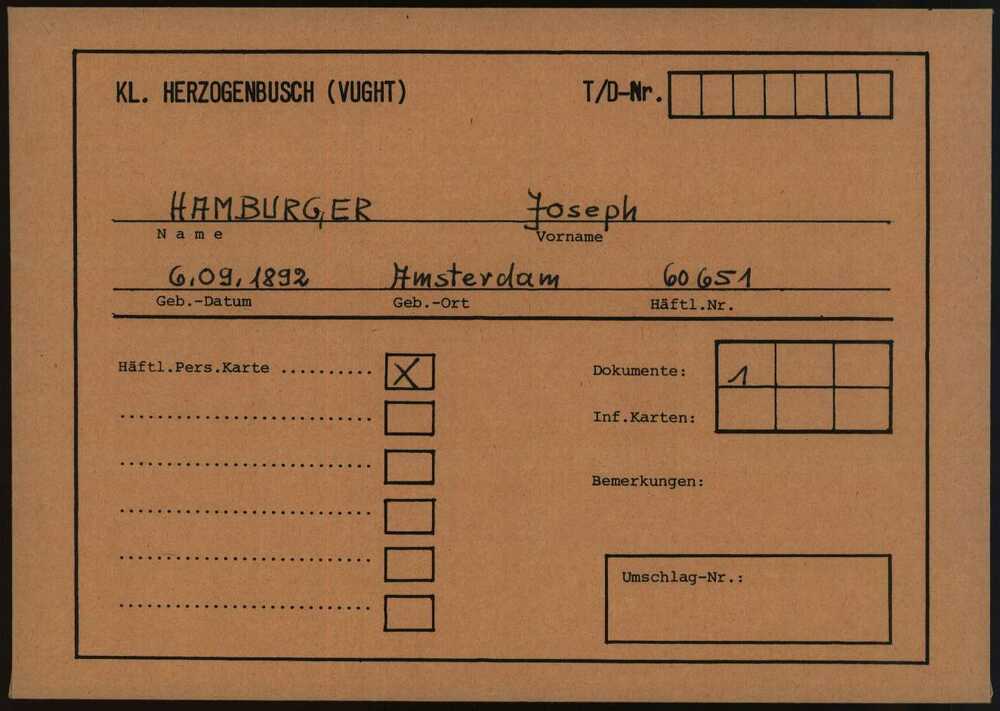 KL. HERZOGENBUSCH (VUGHT) T/D-Nr.
HAMBURGER Joseph
Name Vorname
6.09.1892 Amsterdam 60651
Geb.-Datum Geb.-Ort Häftl.Nr.
Häftl.Pers.Karte .......... X Dokumente: 1
Inf.Karten:
Bemerkungen:
Umschlag-Nr.: